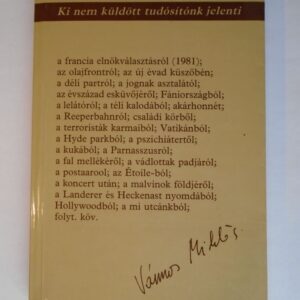 Ki nem küldött tudósítónk jelenti
a francia elnökválasztásról (1981);
az olajfrontról; az új évad küszöbén;
a déli partról; a jognak asztalától;
az évszázad esküvőjéről; Fániországból;
a lelátóról; a téli kalodából; akárhonnét;
a Reeperbahnról; családi körből;
a terroristák karmaiból; Vatikánból;
a Hyde parkból; a pszichiátertől;
a kukából; a Parnasszusról;
a fal mellékéről; a vádlottak padjáról;
a postaarool; az Étoile-ból;
a koncert után; a malvinok földjéről;
a Landerer és Heckenast nyomdából;
Hollywoodból; a mi utcánkból;
folyt. köv.
Vámos Miklós